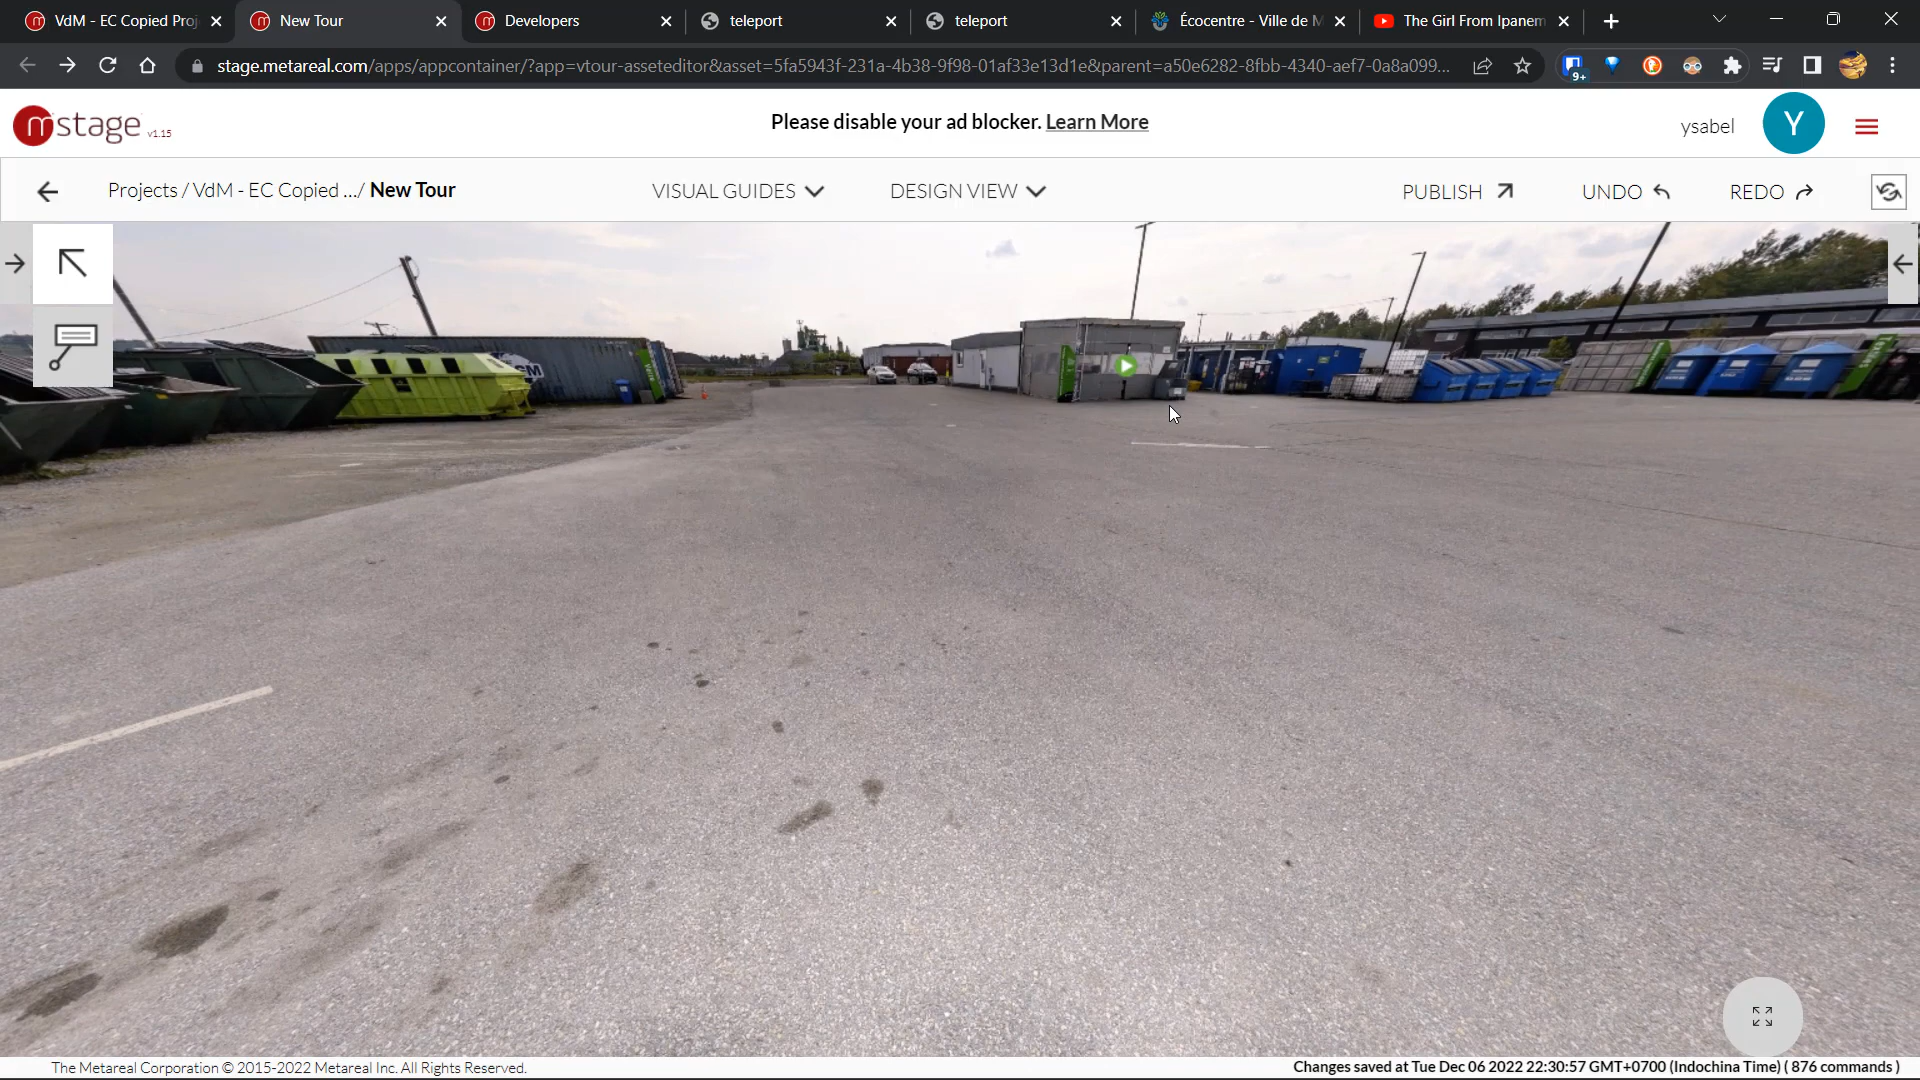 VdM - EC Copied Proj
New Tour
Developers
teleport
teleport
Écocentre - Ville de M
The Girl From Ipanem
stage.metareal.com/apps/appcontainer/?app=vtour-asseteditor&asset=5fa5943f-231a-4b38-9f98-01af33e13d1e&parent=a50e6282-8fbb-4340-aef7-0a8a099...
9+
mstage v1.15
Please disable your ad blocker. Learn More
ysabel
Y
Projects / VdM - EC Copied .../ New Tour
VISUAL GUIDES
DESIGN VIEW
PUBLISH
UNDO
REDO
The Metareal Corporation © 2015-2022 Metareal Inc. All Rights Reserved.
Changes saved at Tue Dec 06 2022 22:30:57 GMT+0700 (Indochina Time) ( 876 commands )